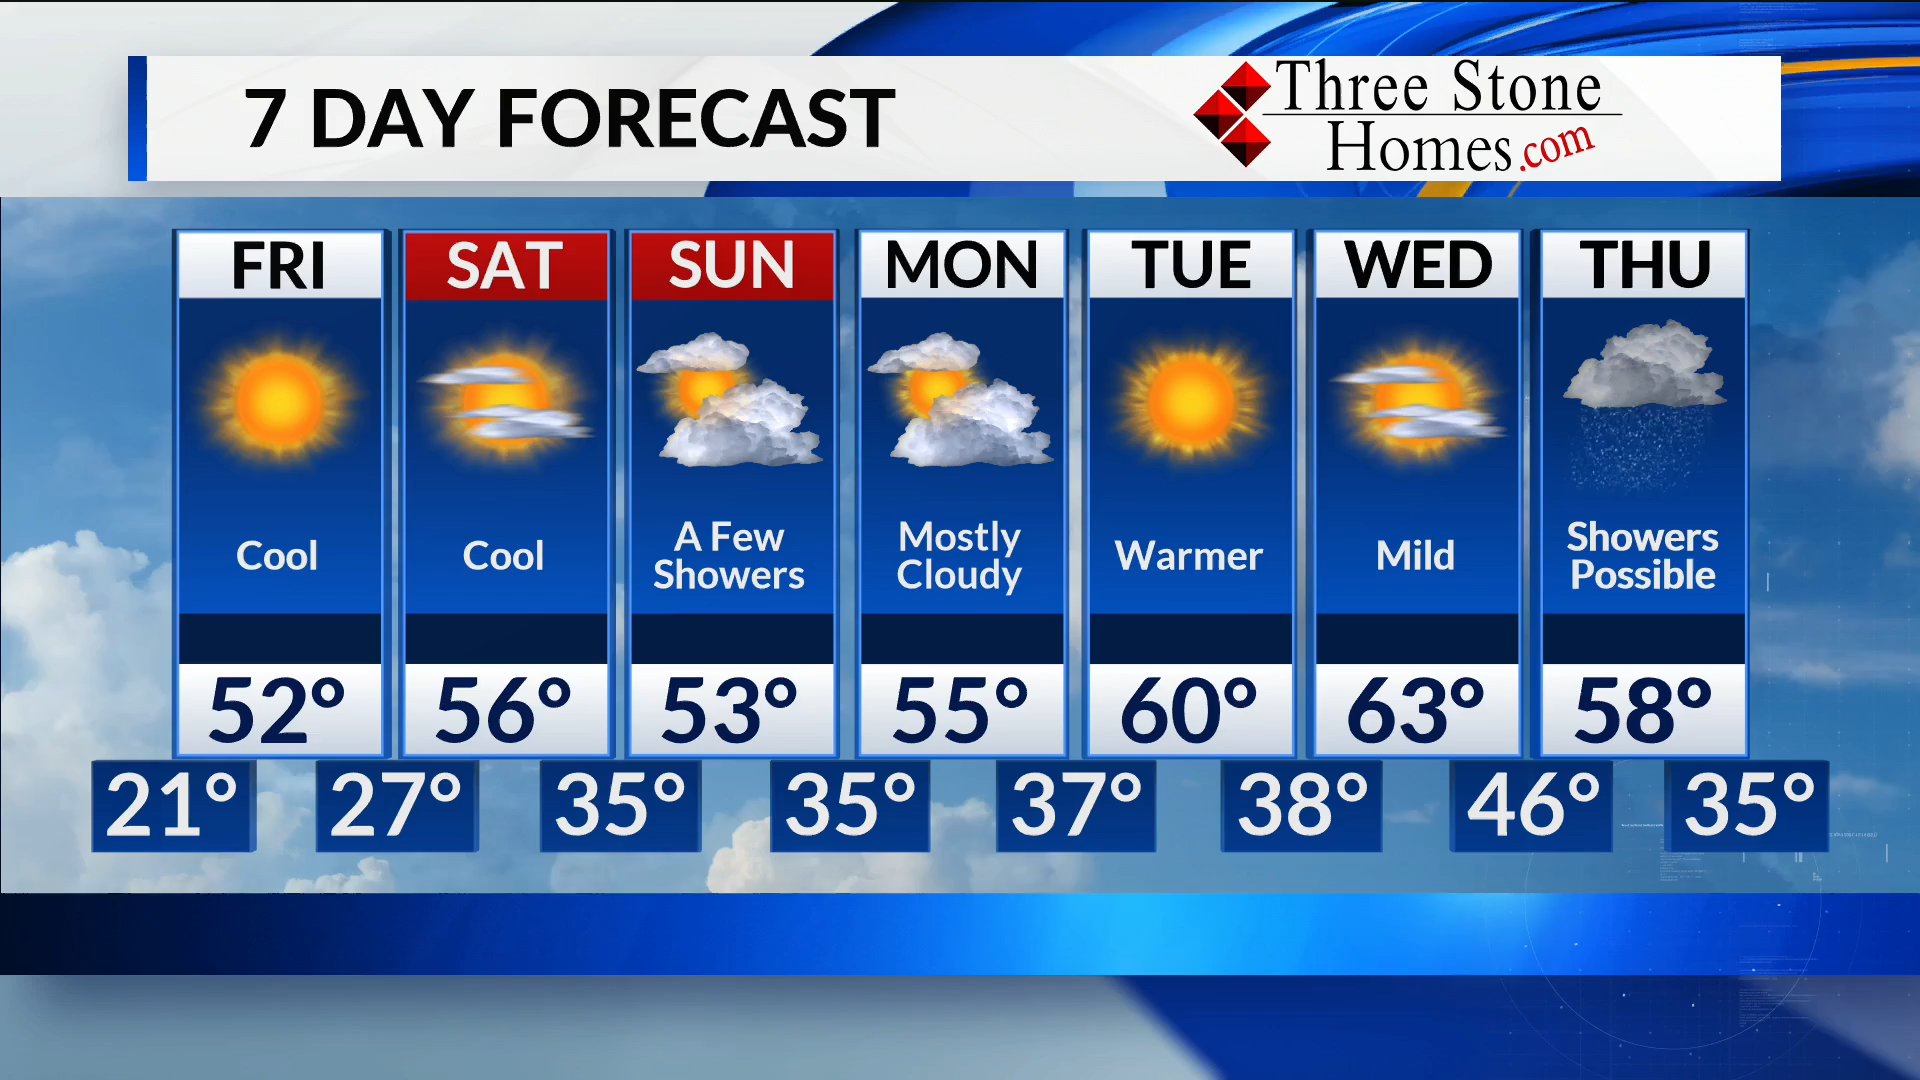 7 DAY FORECAST
Three Stone
Homes.com
FRI
SAT
SUN
MON
TUE
WED
THU
Cool
Cool
A Few
Showers
Mostly
Cloudy
Warmer
Mild
Showers
Possible
52°
56°
53°
55°
60°
63°
58°
21°
27°
35°
35°
37°
38°
46°
35°